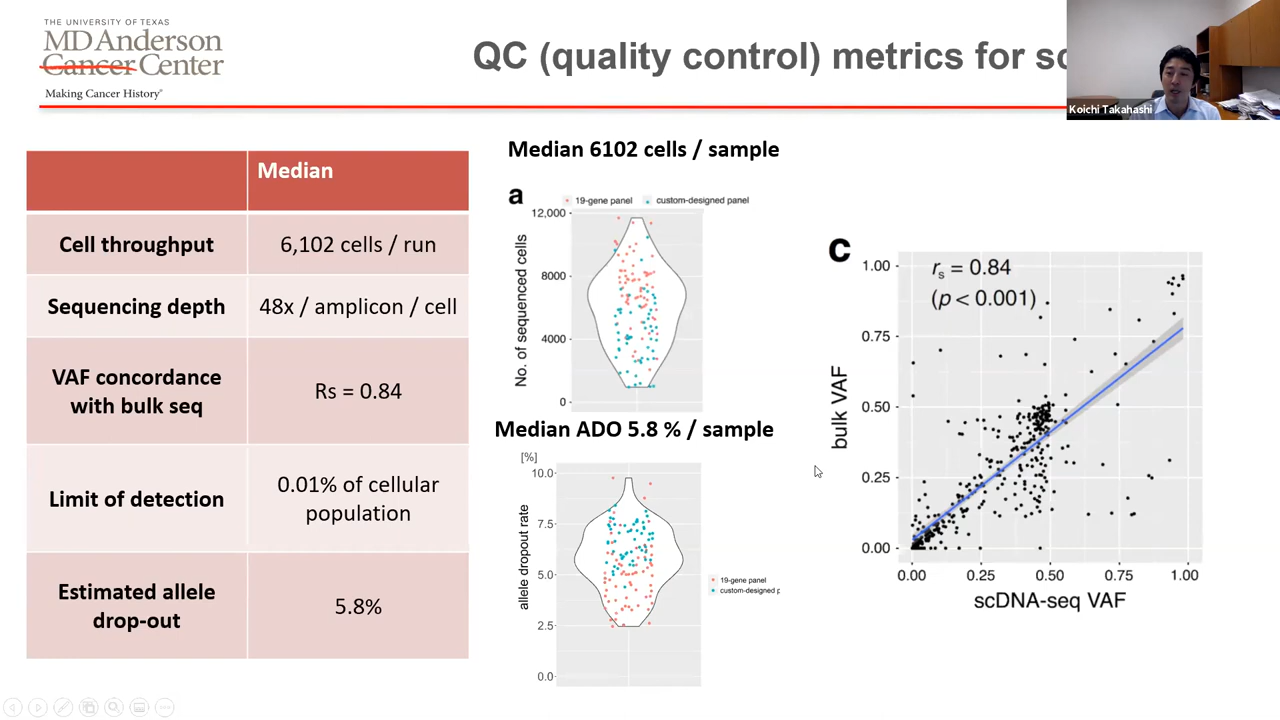 THE UNIVERSITY OF TEXAS
MD Anderson
Cancer Center
Making Cancer History®
QC (quality control) metrics for sc
Koichi Takahashi
Median
Cell throughput
6,102 cells / run
Sequencing depth
48x / amplicon / cell
VAF concordance
with bulk seq
Rs = 0.84
Limit of detection
0.01% of cellular
population
Estimated allele
drop-out
5.8%
Median 6102 cells / sample
a
19-gene panel
custom-designed panel
12,000
8000
4000
0
No. of sequenced cells
Median ADO 5.8 % / sample
[%]
10.0
7.5
5.0
2.5
0.0
allele dropout rate
19-gene panel
custom-designed p
c
rs = 0.84
(p < 0.001)
1.00
0.75
0.50
0.25
0.00
bulk VAF
0.00 0.25 0.50 0.75 1.00
scDNA-seq VAF